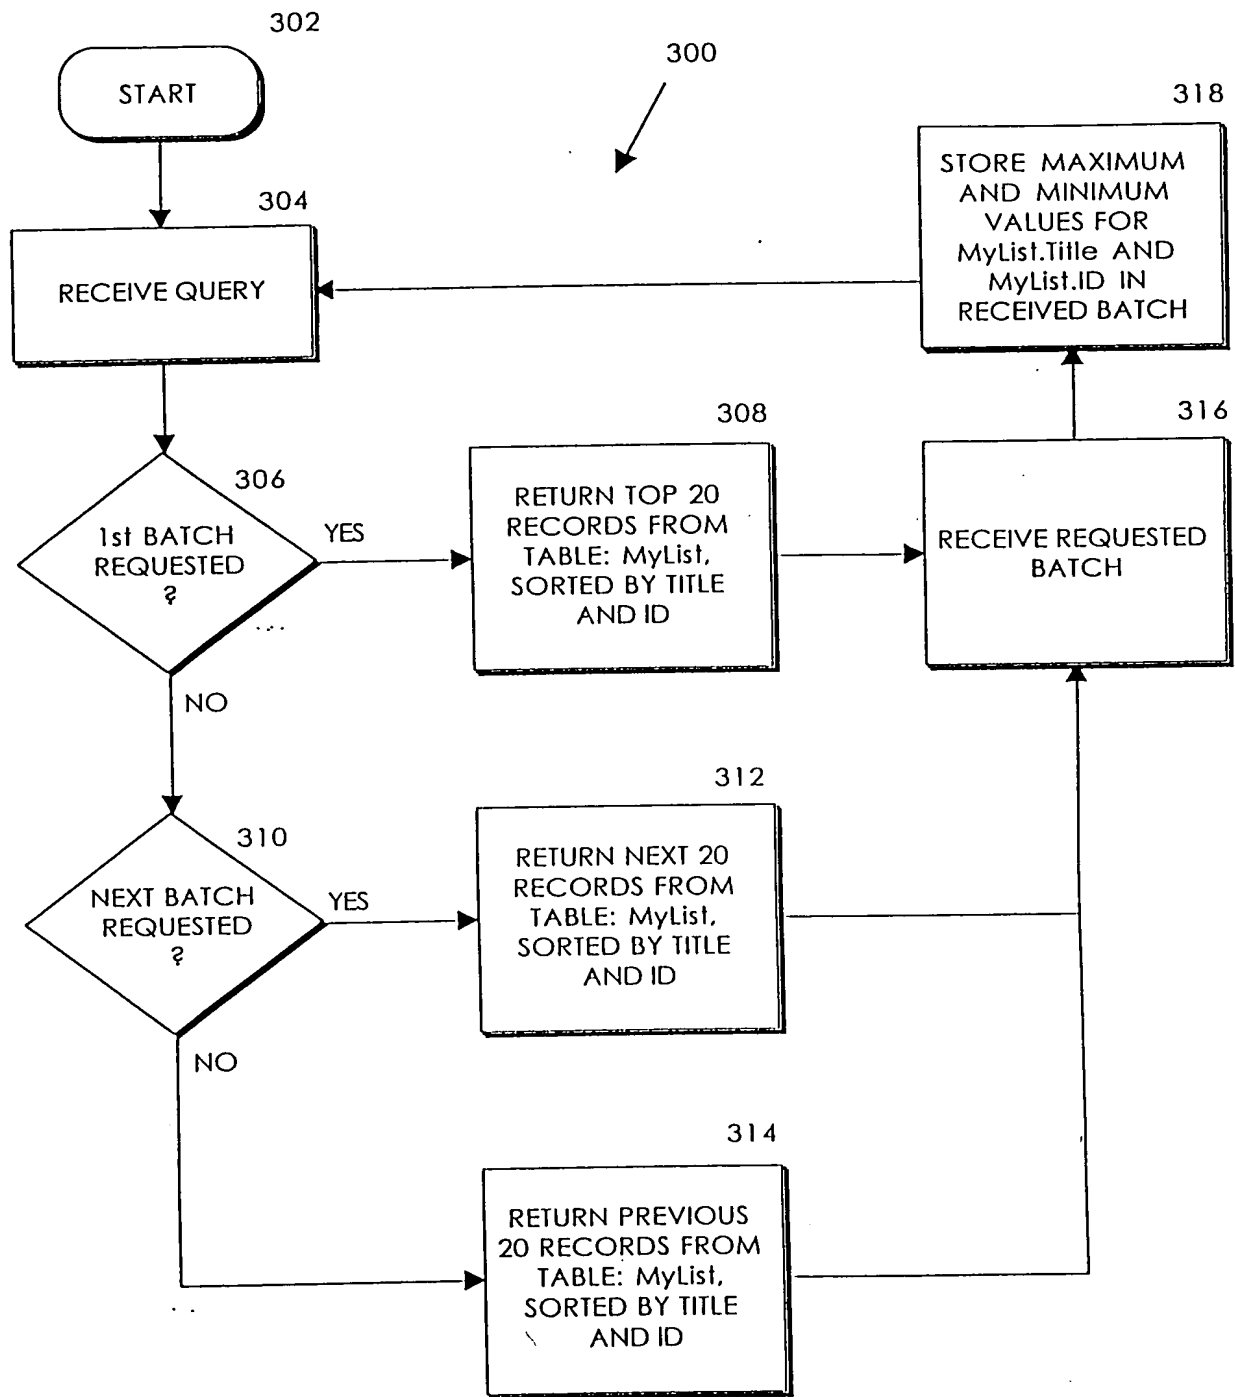 302
START
300
318
STORE MAXIMUM
AND MINIMUM
VALUES FOR
MyList.Title AND
MyList.ID IN
RECEIVED BATCH
304
RECEIVE QUERY
308
316
306
1st BATCH
REQUESTED
?
YES
RETURN TOP 20
RECORDS FROM
TABLE: MyList,
SORTED BY TITLE
AND ID
RECEIVE REQUESTED
BATCH
NO
312
310
NEXT BATCH
REQUESTED
?
YES
RETURN NEXT 20
RECORDS FROM
TABLE: MyList,
SORTED BY TITLE
AND ID
NO
314
RETURN PREVIOUS
20 RECORDS FROM
TABLE: MyList,
SORTED BY TITLE
AND ID